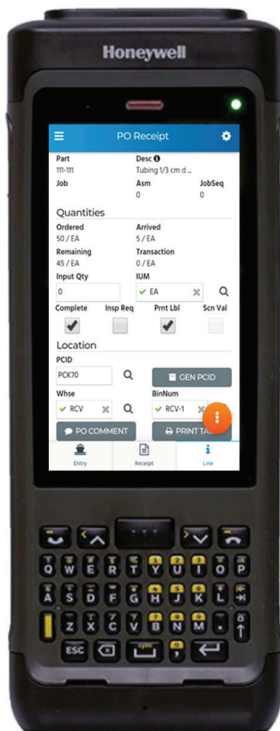 Honeywell
PO Receipt
Part Desc
111-111 Tubing 1/3 cm d ...
Job Asm JobSeq
0 0
Quantities
Ordered Arrived
50 / EA 5 / EA
Remaining Transaction
45 / EA 0 / EA
Input Qty IUM
0 EA
Complete Insp Req Prnt Lbl Scn Val
Location
PCID
PCK70 GEN PCID
Whse BinNum
RCV RCV-1
PO COMMENT PRINT TA
Entry Receipt Line
Q W E R T Y U I O P
A S D F G H J K L
Z X C V B N M .
ESC